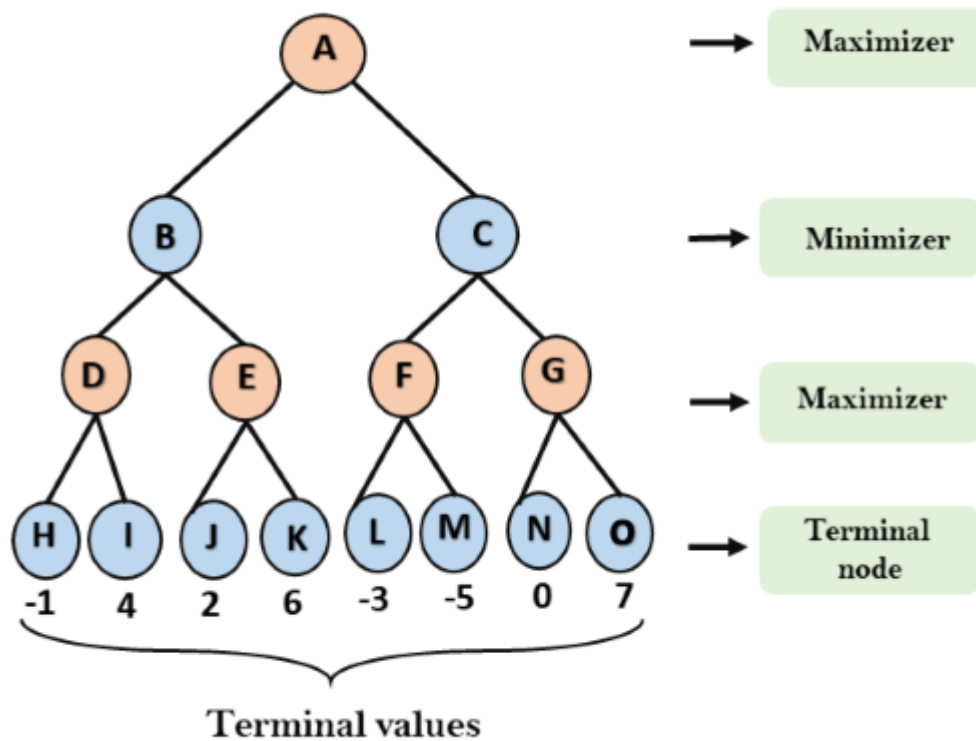 A
Maximizer
B
C
Minimizer
D
E
F
G
Maximizer
H
I
J
K
L
M
N
O
Terminal
node
-1
4
2
6
-3
-5
0
7
Terminal values